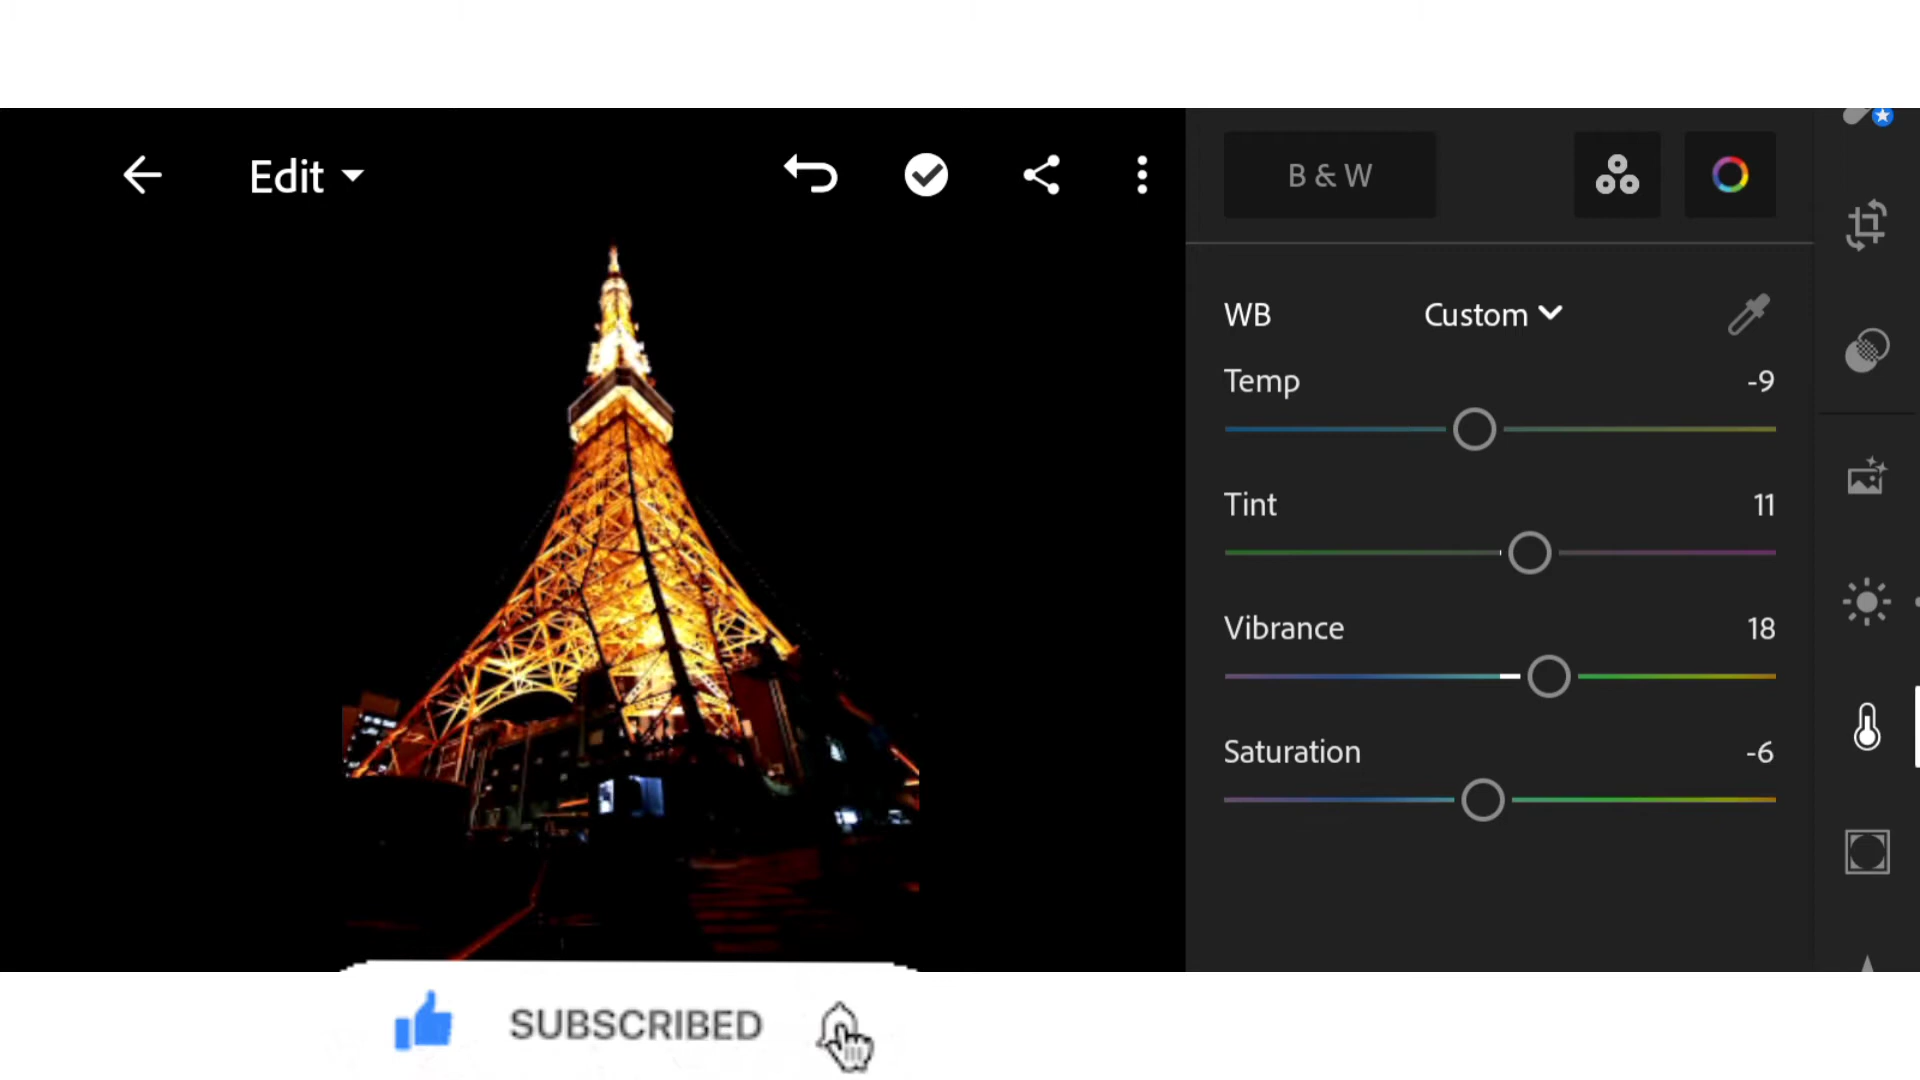 Edit
B & W
WB Custom
Temp -9
Tint 11
Vibrance 18
Saturation -6
SUBSCRIBED